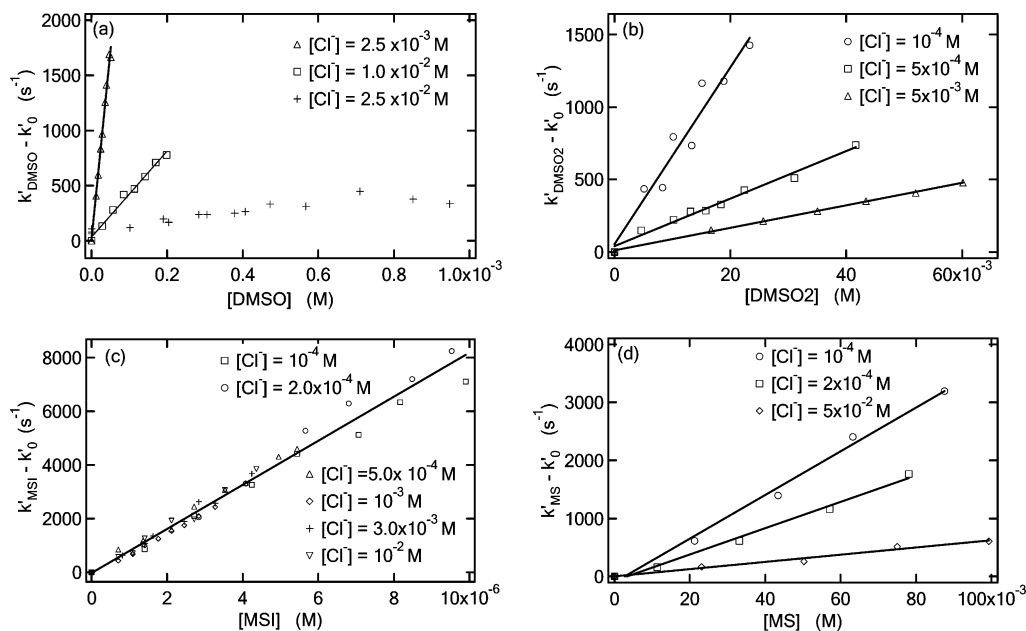 (a)
k'DMSO - k'0 (s⁻¹)
2000
1500
1000
500
0
[Cl⁻] = 2.5 x10⁻³ M
[Cl⁻] = 1.0 x10⁻² M
[Cl⁻] = 2.5 x10⁻² M
0.0 0.2 0.4 0.6 0.8 1.0x10⁻³
[DMSO] (M)
(b)
k'DMSO2 - k'0 (s⁻¹)
1500
1000
500
0
[Cl⁻] = 10⁻⁴ M
[Cl⁻] = 5x10⁻⁴ M
[Cl⁻] = 5x10⁻³ M
0 20 40 60x10⁻³
[DMSO2] (M)
(c)
k'MSI - k'0 (s⁻¹)
8000
6000
4000
2000
0
[Cl⁻] = 10⁻⁴ M
[Cl⁻] = 2.0x10⁻⁴ M
[Cl⁻] =5.0x 10⁻⁴ M
[Cl⁻] = 10⁻³ M
[Cl⁻] = 3.0x10⁻³ M
[Cl⁻] = 10⁻² M
0 2 4 6 8 10x10⁻⁶
[MSI] (M)
(d)
k'MS - k'0 (s⁻¹)
4000
3000
2000
1000
0
[Cl⁻] = 10⁻⁴ M
[Cl⁻] = 2x10⁻⁴ M
[Cl⁻] = 5x10⁻² M
0 20 40 60 80 100x10⁻³
[MS] (M)